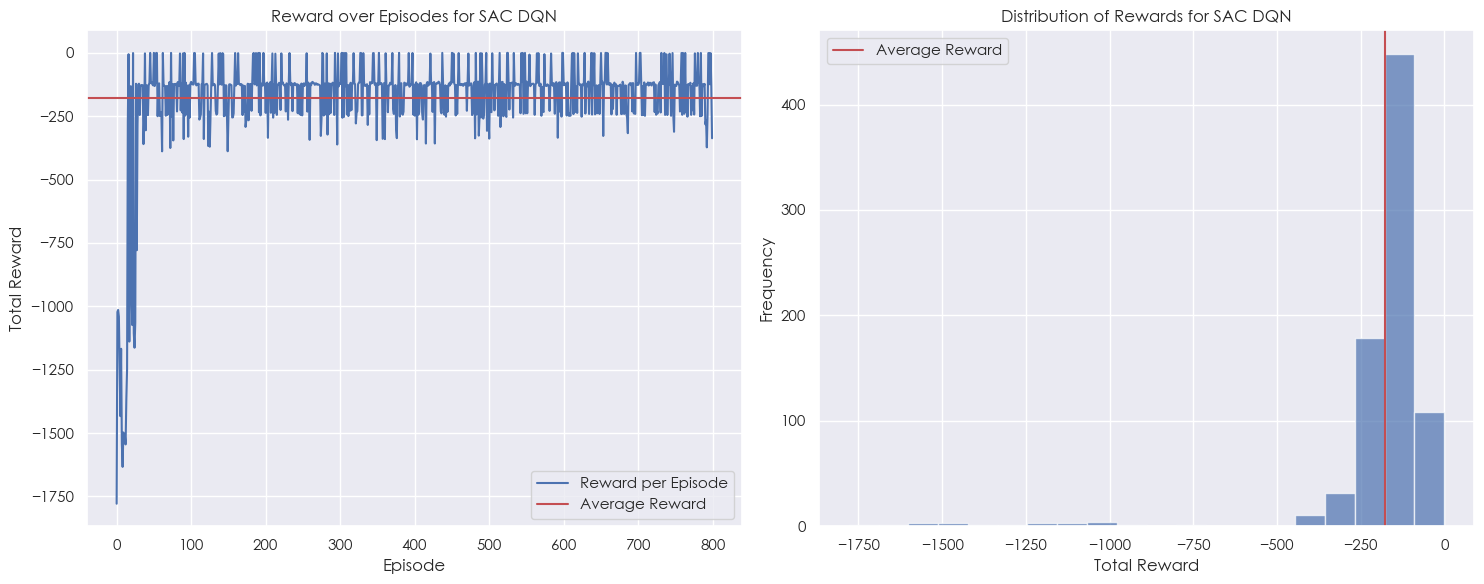 Reward over Episodes for SAC DQN
0
−250
−500
−750
−1000
−1250
−1500
−1750
Total Reward
0 100 200 300 400 500 600 700 800
Episode
Reward per Episode
Average Reward
Distribution of Rewards for SAC DQN
Average Reward
400
300
200
100
0
Frequency
−1750 −1500 −1250 −1000 −750 −500 −250 0
Total Reward